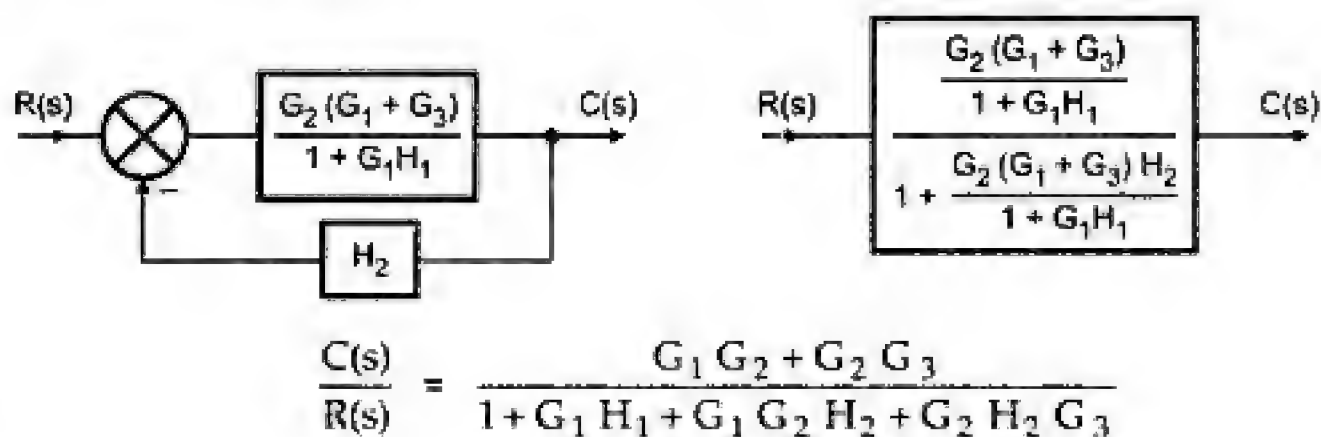 R(s) G₂ (G₁ + G₃) C(s)
1 + G₁H₁
−
H₂
R(s) G₂ (G₁ + G₃) C(s)
1 + G₁H₁
1 + G₂ (G₁ + G₃) H₂
1 + G₁H₁
C(s) = G₁ G₂ + G₂ G₃
R(s) 1 + G₁ H₁ + G₁ G₂ H₂ + G₂ H₂ G₃